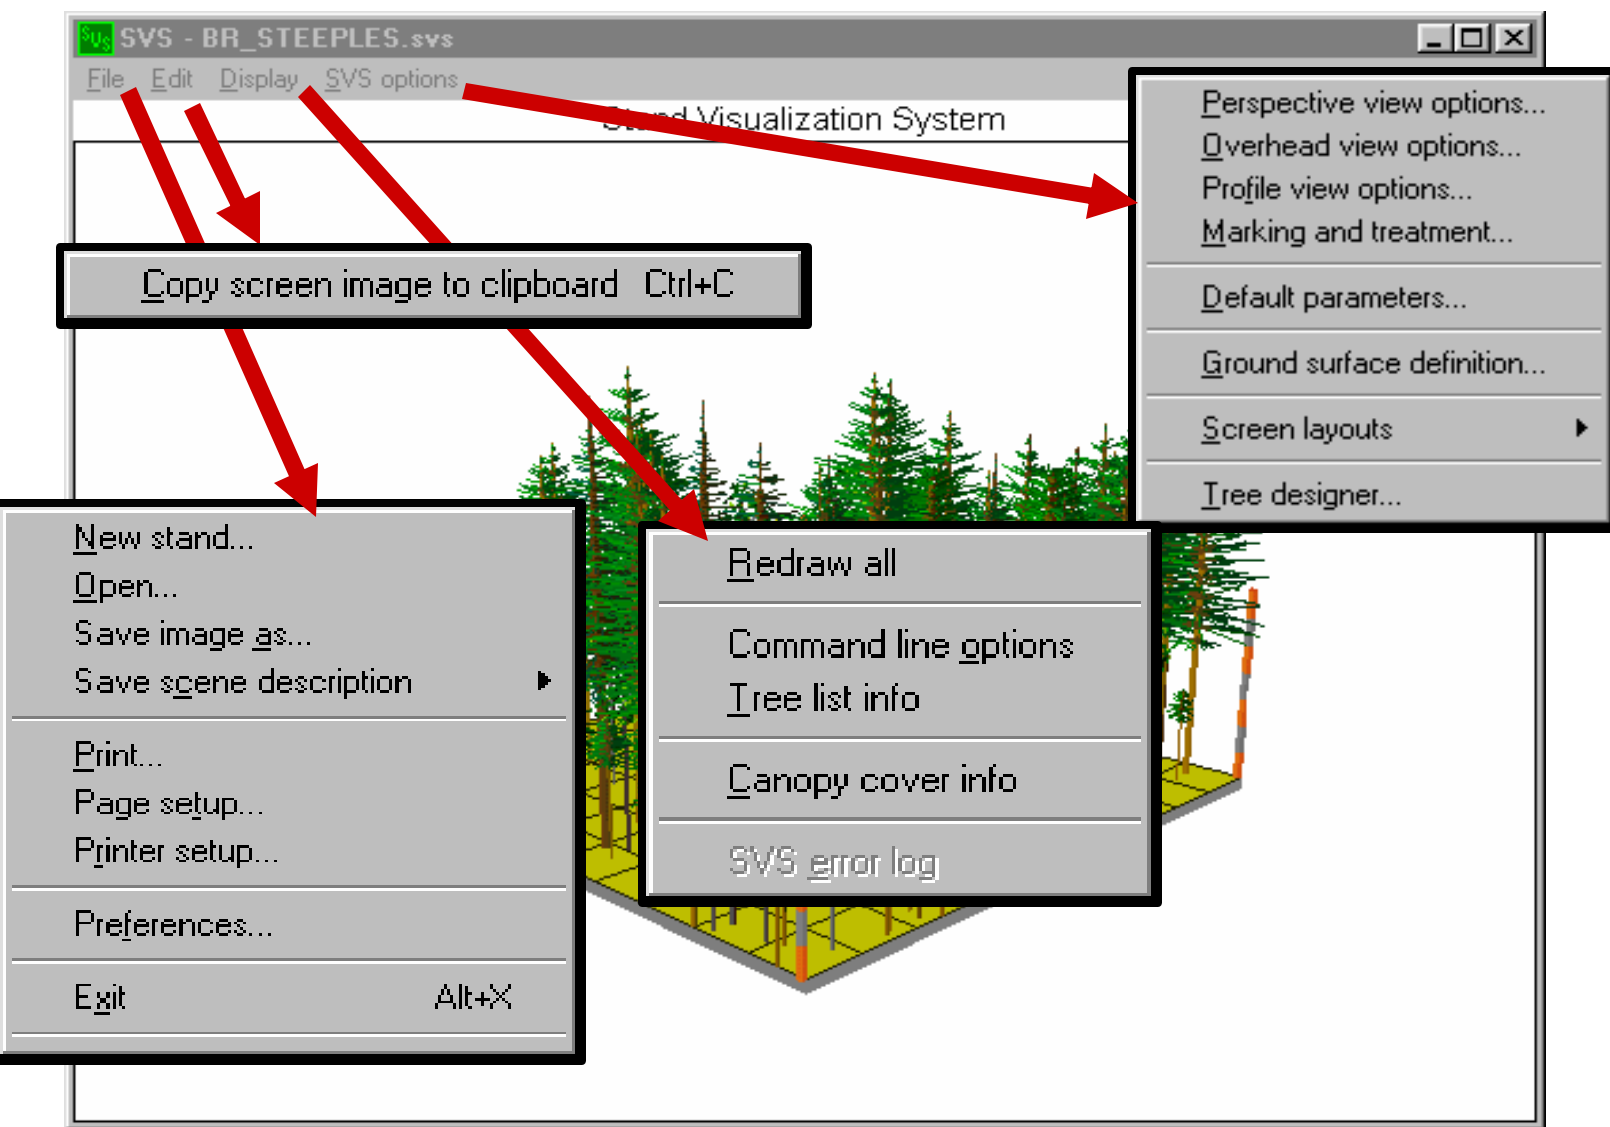 SVS
SVS - BR_STEEPLES.svs
File Edit Display SVS options
Stand Visualization System
Perspective view options...
Overhead view options...
Profile view options...
Marking and treatment...
Default parameters...
Ground surface definition...
Screen layouts
Tree designer...
Copy screen image to clipboard Ctrl+C
New stand...
Open...
Save image as...
Save scene description
Print...
Page setup...
Printer setup...
Preferences...
Exit Alt+X
Redraw all
Command line options
Tree list info
Canopy cover info
SVS error log